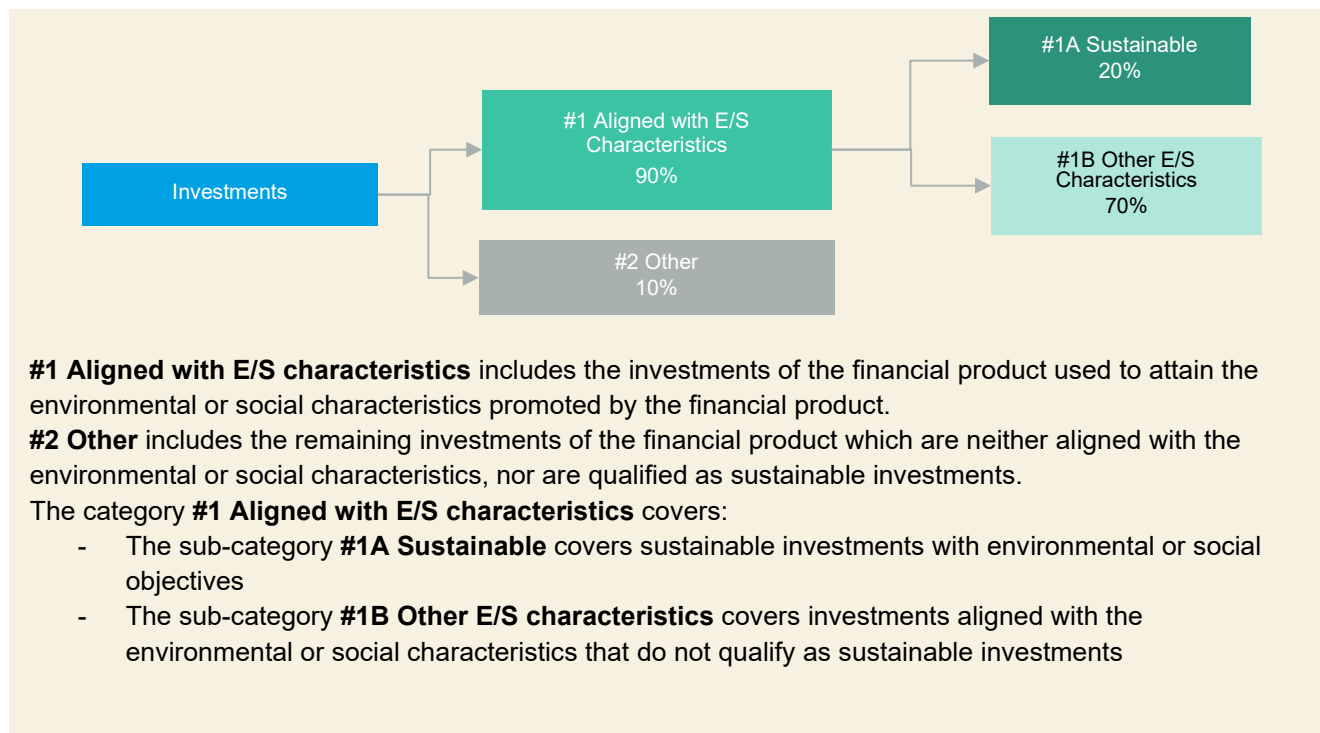 #1A Sustainable
20%
#1 Aligned with E/S
Characteristics
90%
#1B Other E/S
Characteristics
70%
Investments
#2 Other
10%
#1 Aligned with E/S characteristics includes the investments of the financial product used to attain the
environmental or social characteristics promoted by the financial product.
#2 Other includes the remaining investments of the financial product which are neither aligned with the
environmental or social characteristics, nor are qualified as sustainable investments.
The category #1 Aligned with E/S characteristics covers:
- The sub-category #1A Sustainable covers sustainable investments with environmental or social
objectives
- The sub-category #1B Other E/S characteristics covers investments aligned with the
environmental or social characteristics that do not qualify as sustainable investments